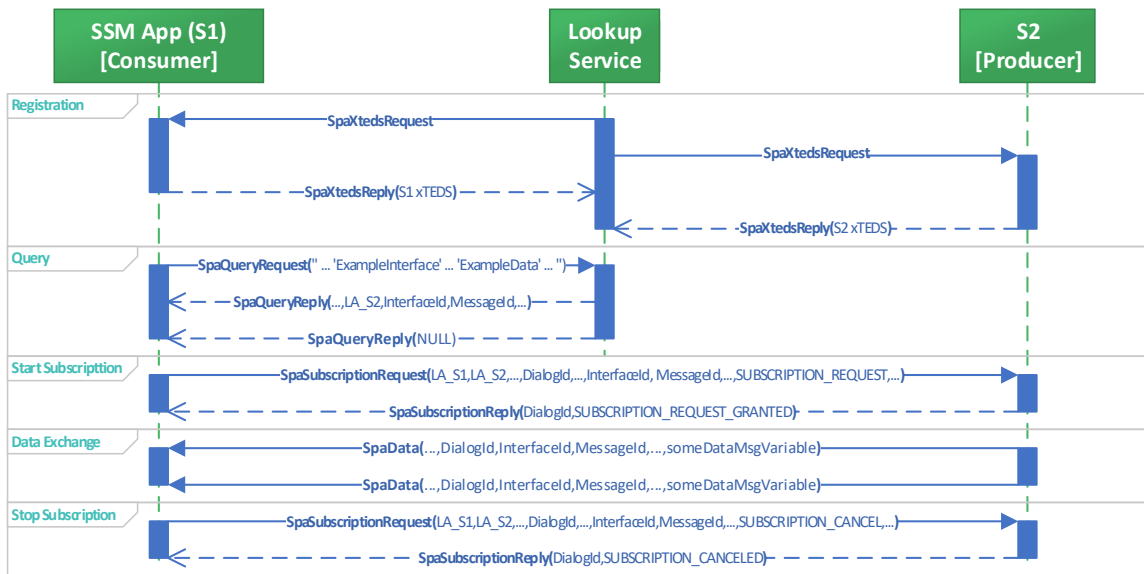 SSM App (S1)
[Consumer]
Lookup
Service
S2
[Producer]
Registration
SpaXtedsRequest
SpaXtedsRequest
SpaXtedsReply(S1 xTEDS)
SpaXtedsReply(S2 xTEDS)
Query
SpaQueryRequest(" ... 'ExampleInterface' ... 'ExampleData' ... ")
SpaQueryReply(...,LA_S2,InterfaceId,MessageId,...)
SpaQueryReply(NULL)
Start Subscripttion
SpaSubscriptionRequest(LA_S1,LA_S2,...,DialogId,...,InterfaceId, MessageId,...,SUBSCRIPTION_REQUEST,...)
SpaSubscriptionReply(DialogId,SUBSCRIPTION_REQUEST_GRANTED)
Data Exchange
SpaData(...,DialogId,InterfaceId,MessageId,...,someDataMsgVariable)
SpaData(...,DialogId,InterfaceId,MessageId,...,someDataMsgVariable)
Stop Subscription
SpaSubscriptionRequest(LA_S1,LA_S2,...,DialogId,...,InterfaceId,MessageId,...,SUBSCRIPTION_CANCEL,...)
SpaSubscriptionReply(DialogId,SUBSCRIPTION_CANCELED)